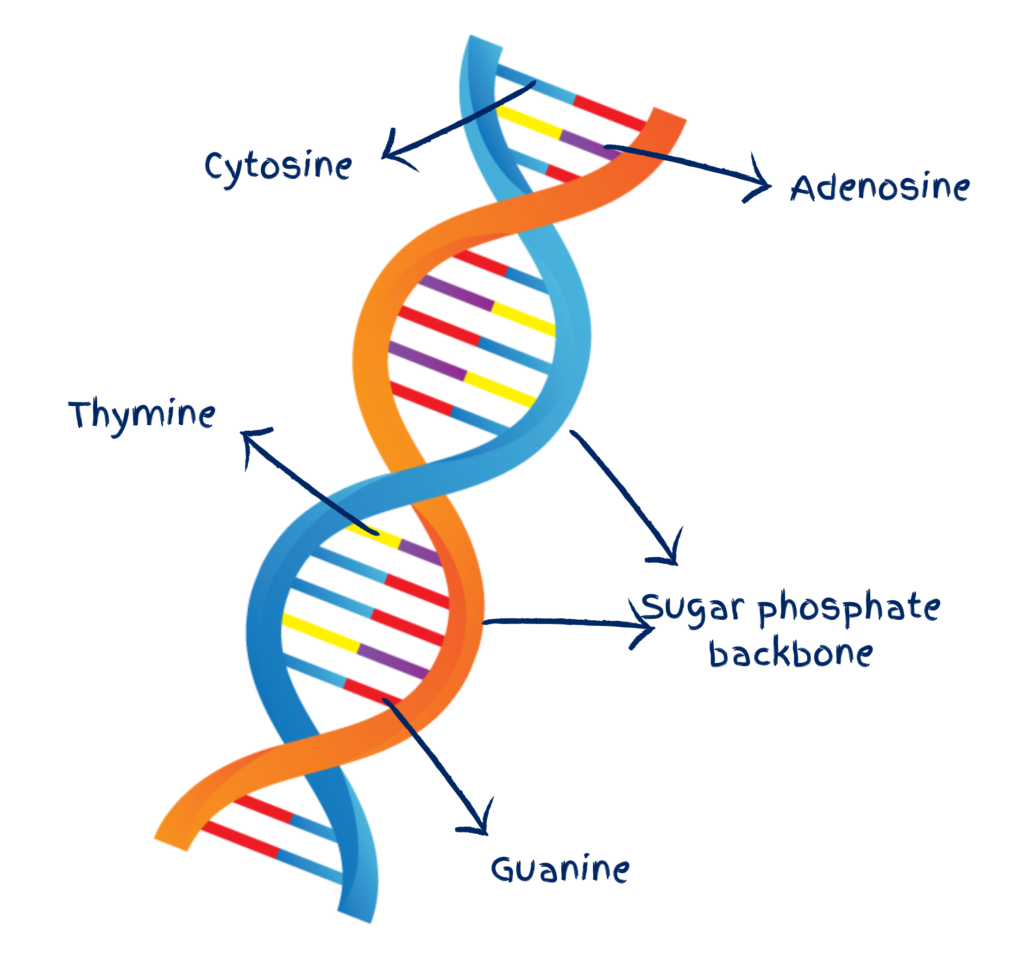 Cytosine
Adenosine
Thymine
Sugar phosphate
backbone
Guanine